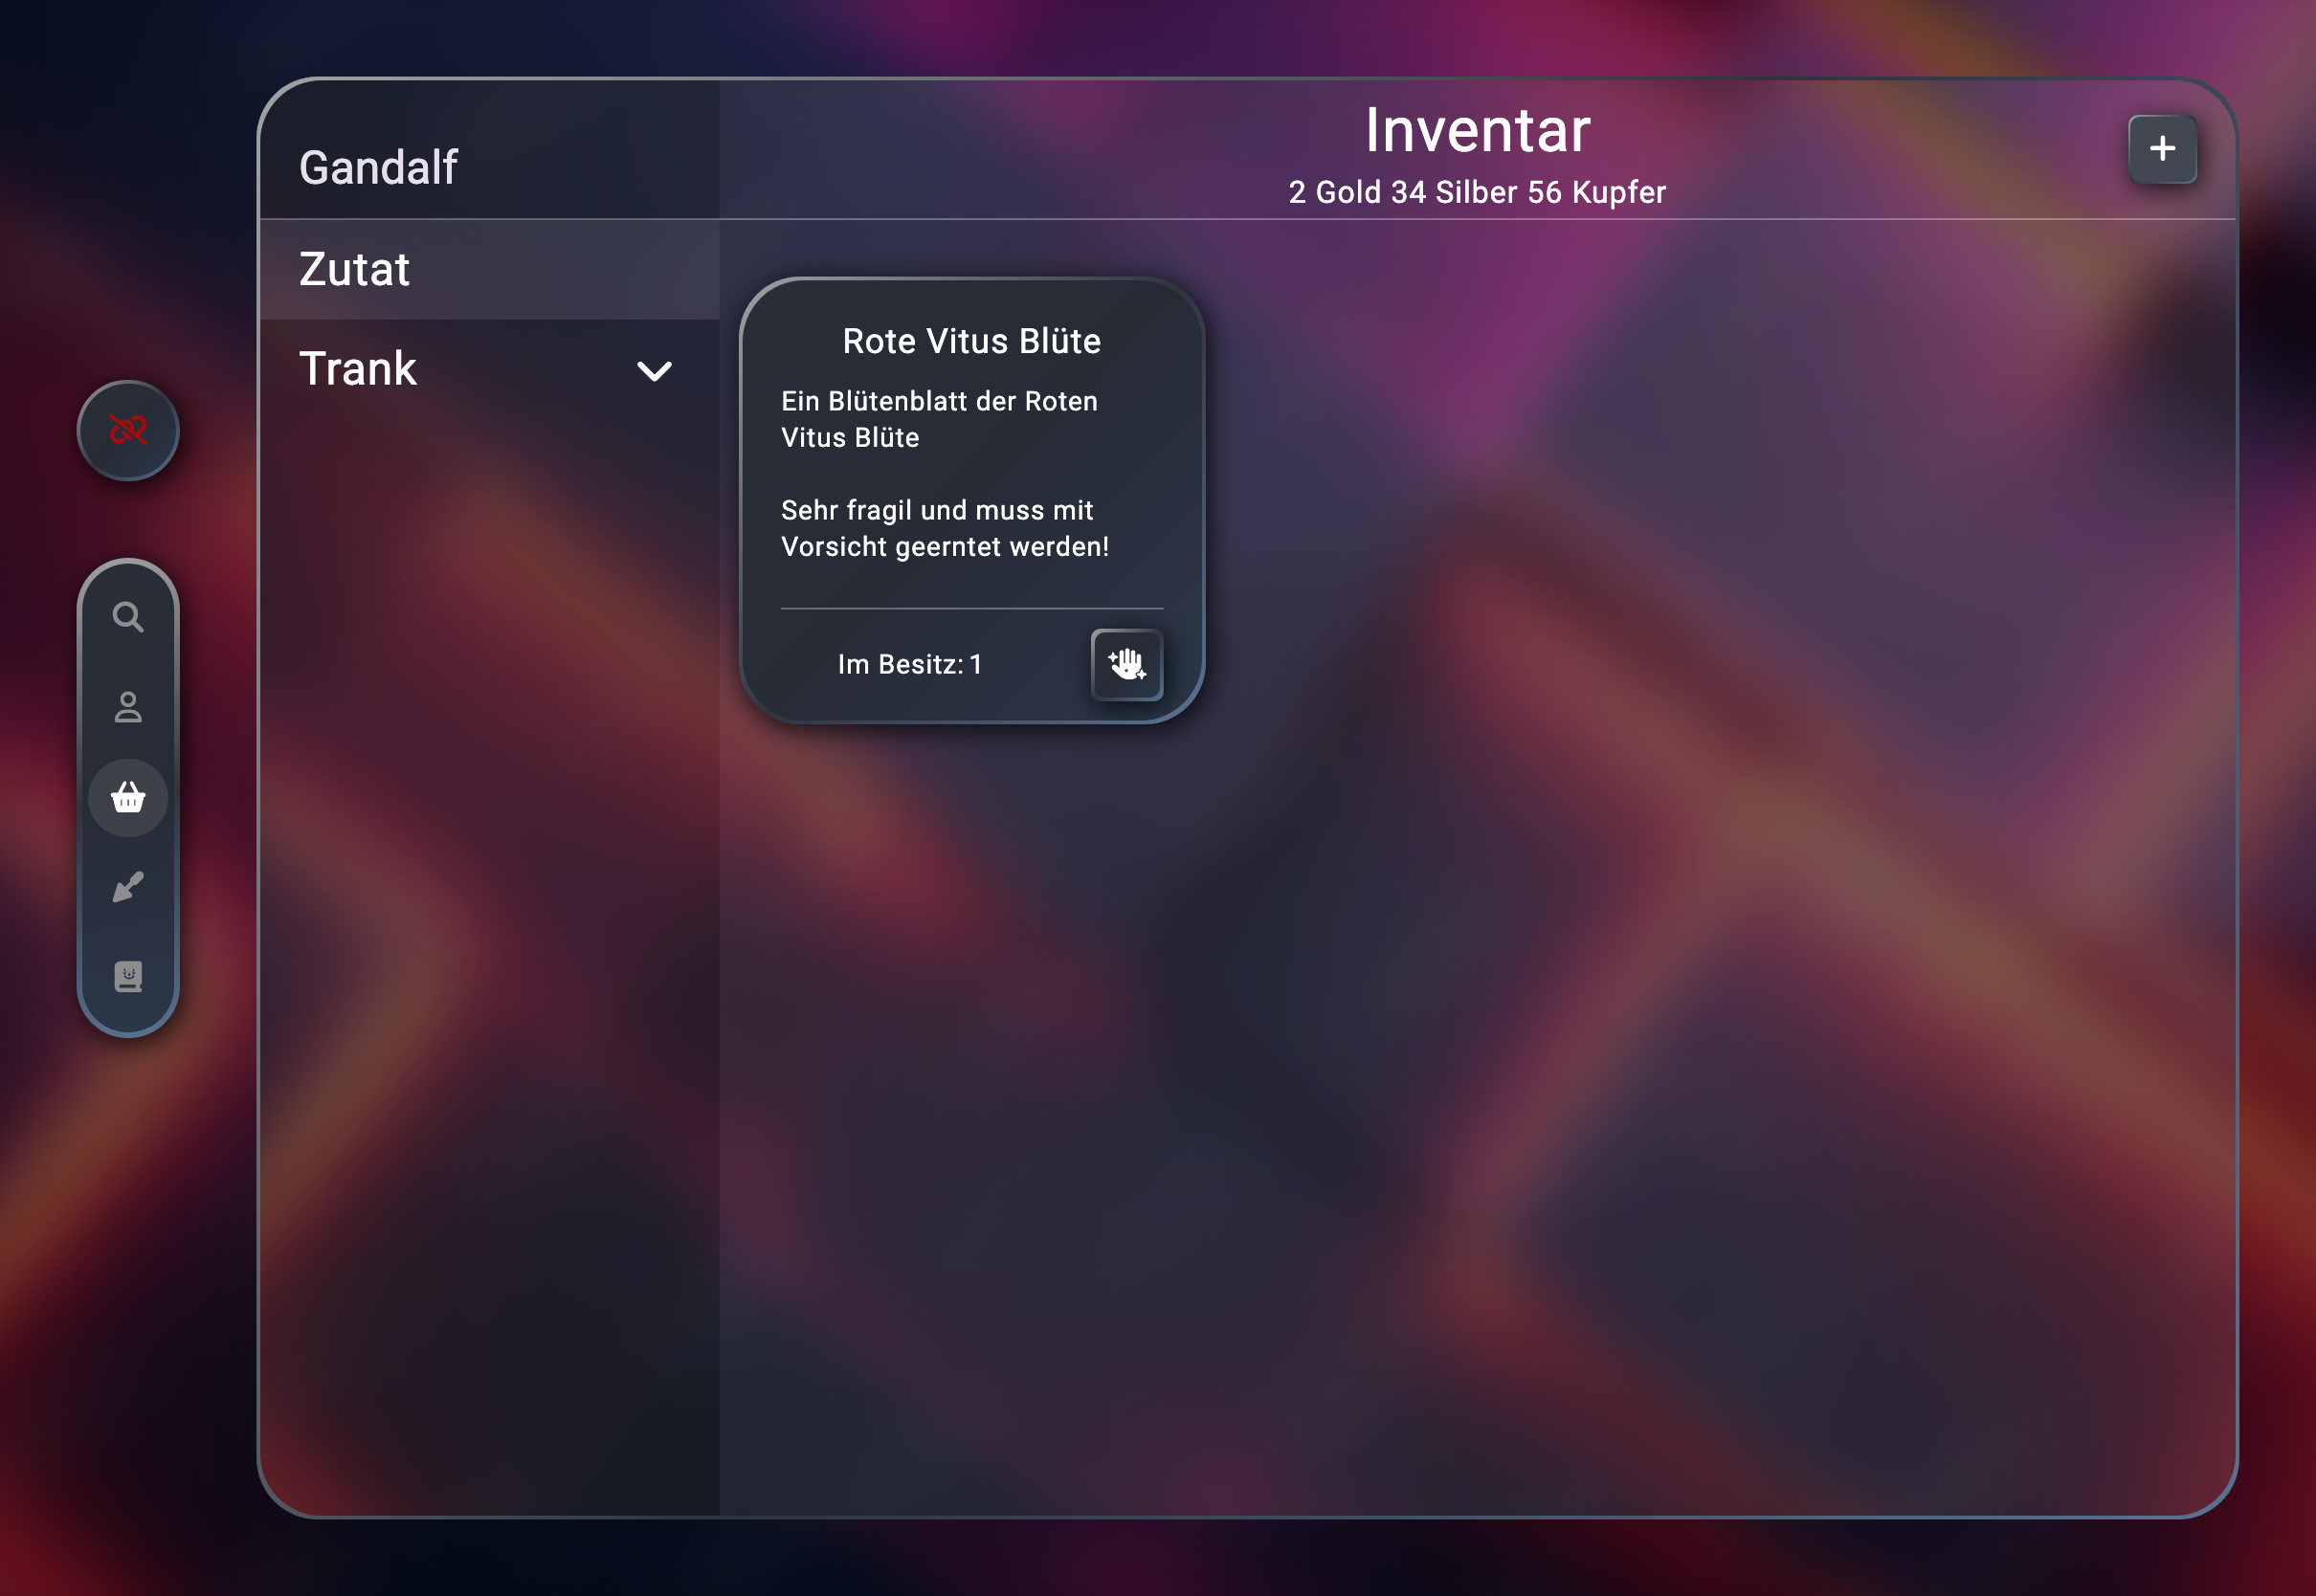 Gandalf
Inventar
2 Gold 34 Silber 56 Kupfer
Zutat
Trank
Rote Vitus Blüte
Ein Blütenblatt der Roten
Vitus Blüte
Sehr fragil und muss mit
Vorsicht geerntet werden!
Im Besitz: 1